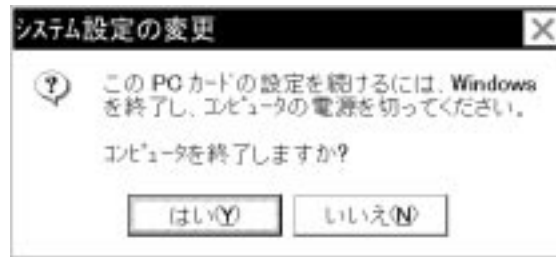 システム設定の変更
この PC カードの設定を続けるには、Windows
を終了し、コンピュータの電源を切ってください。
コンピュータを終了しますか?
はい(Y)
いいえ(N)